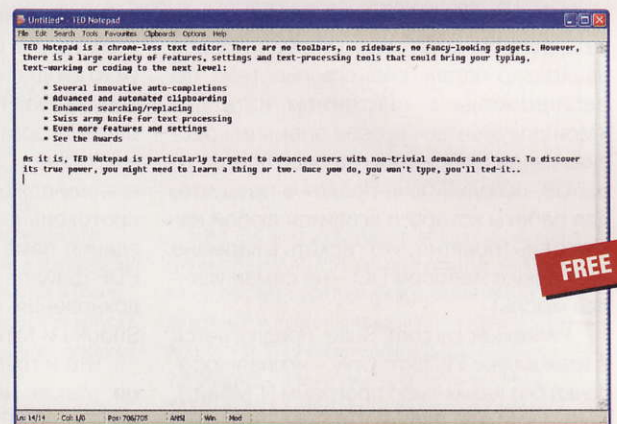 Untitled* - TED Notepad
File Edit Search Tools Favourites Clipboards Options Help
TED Notepad is a chrome-less text editor. There are no toolbars, no sidebars, no fancy-looking gadgets. However,
there is a large variety of features, settings and text-processing tools that could bring your typing,
text-working or coding to the next level:
* Several innovative auto-completions
* Advanced and automated clipboarding
* Enhanced searching/replacing
* Swiss army knife for text processing
* Even more features and settings
* See the Awards
As it is, TED Notepad is particularly targeted to advanced users with non-trivial demands and tasks. To discover
its true power, you might need to learn a thing or two. Once you do, you won't type, you'll ted-it..
FREE
Ln: 14/14 Col: 1/0 Pos: 706/705 ANSI Win Mod